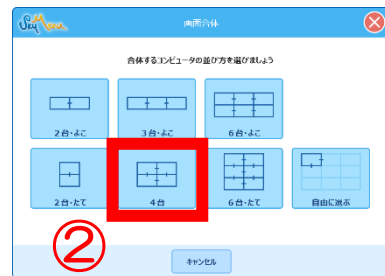 SkyMenu
画面合体
合体するコンピュータの並び方を選びましょう
2台・よこ
3台・よこ
6台・よこ
2台・たて
4台
6台・たて
自由に選ぶ
②
キャンセル